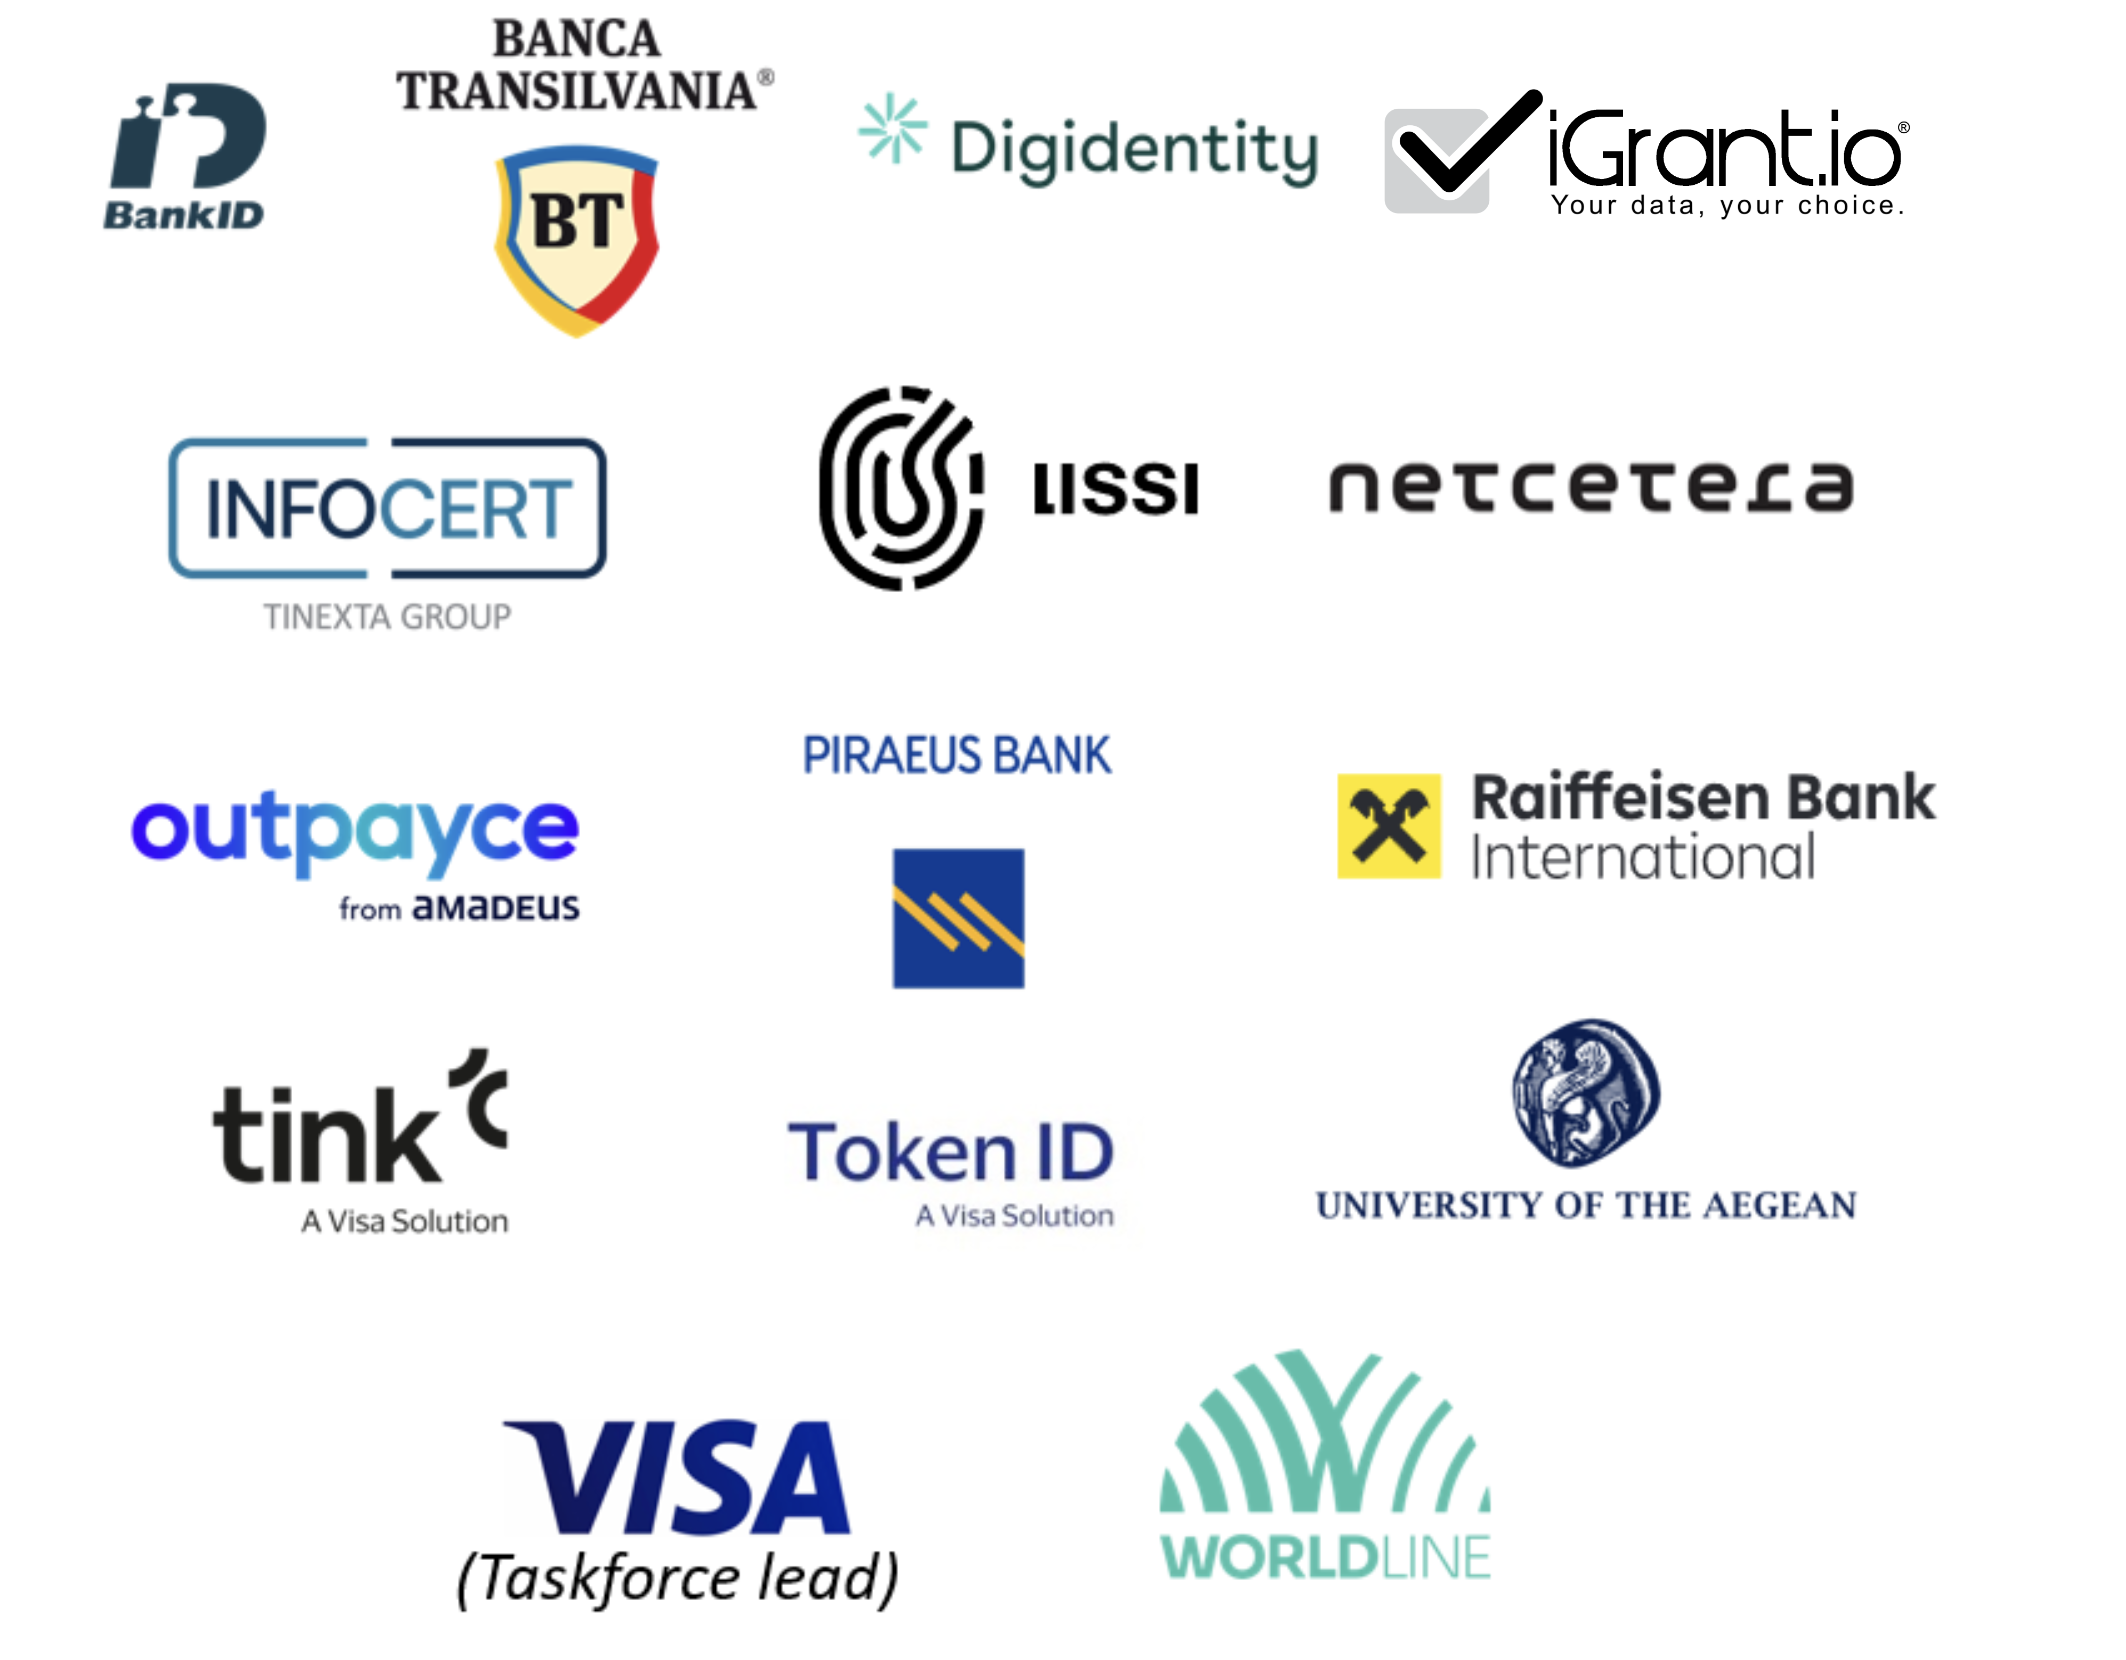 BankID
BANCA
TRANSILVANIA®
BT
Digidentity
iGrant.io®
Your data, your choice.
INFOCERT
TINEXTA GROUP
LISSI
netcetera
outpayce
from amadeus
PIRAEUS BANK
Raiffeisen Bank
International
tink
A Visa Solution
Token ID
A Visa Solution
UNIVERSITY OF THE AEGEAN
VISA
(Taskforce lead)
WORLDLINE